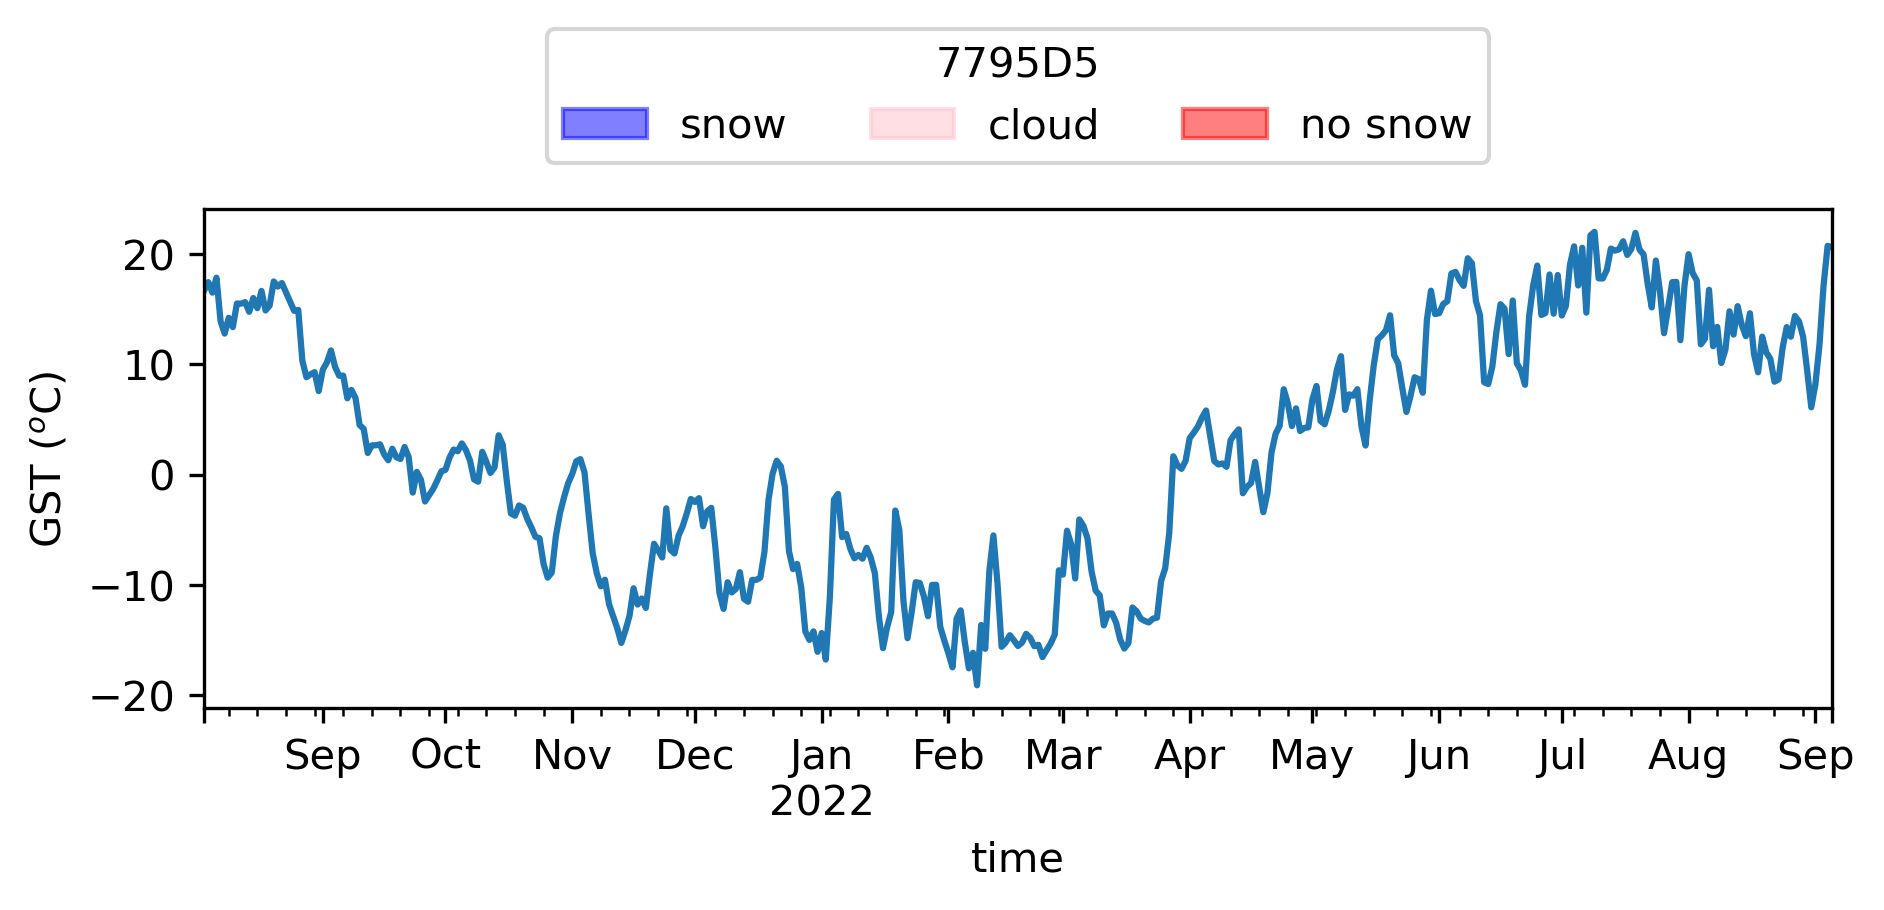 7795D5
snow cloud no snow
GST (°C)
20
10
0
−10
−20
Sep Oct Nov Dec Jan Feb Mar Apr May Jun Jul Aug Sep
2022
time